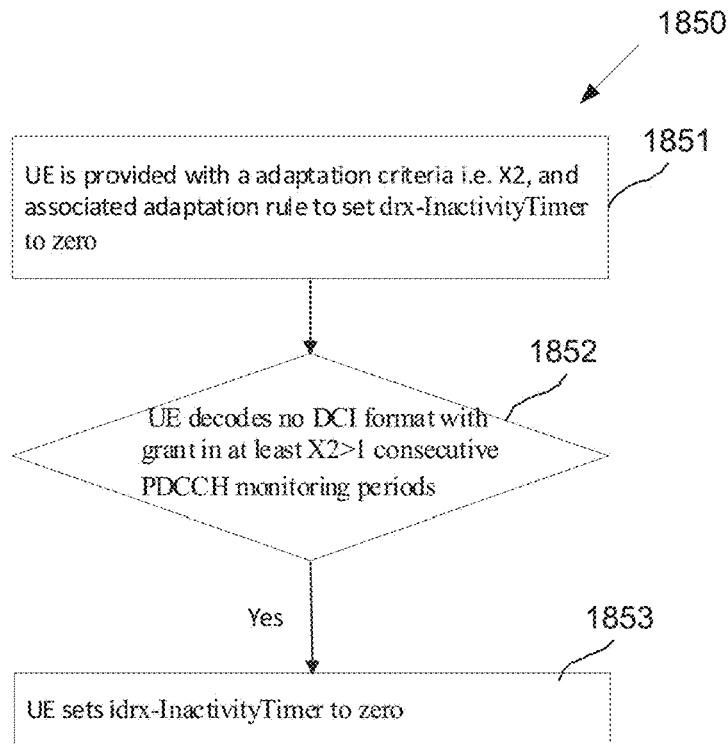 1850
1851
UE is provided with a adaptation criteria i.e. X2, and
associated adaptation rule to set drx-InactivityTimer
to zero
1852
UE decodes no DCI format with
grant in at least X2>1 consecutive
PDCCH monitoring periods
Yes
1853
UE sets idrx-InactivityTimer to zero